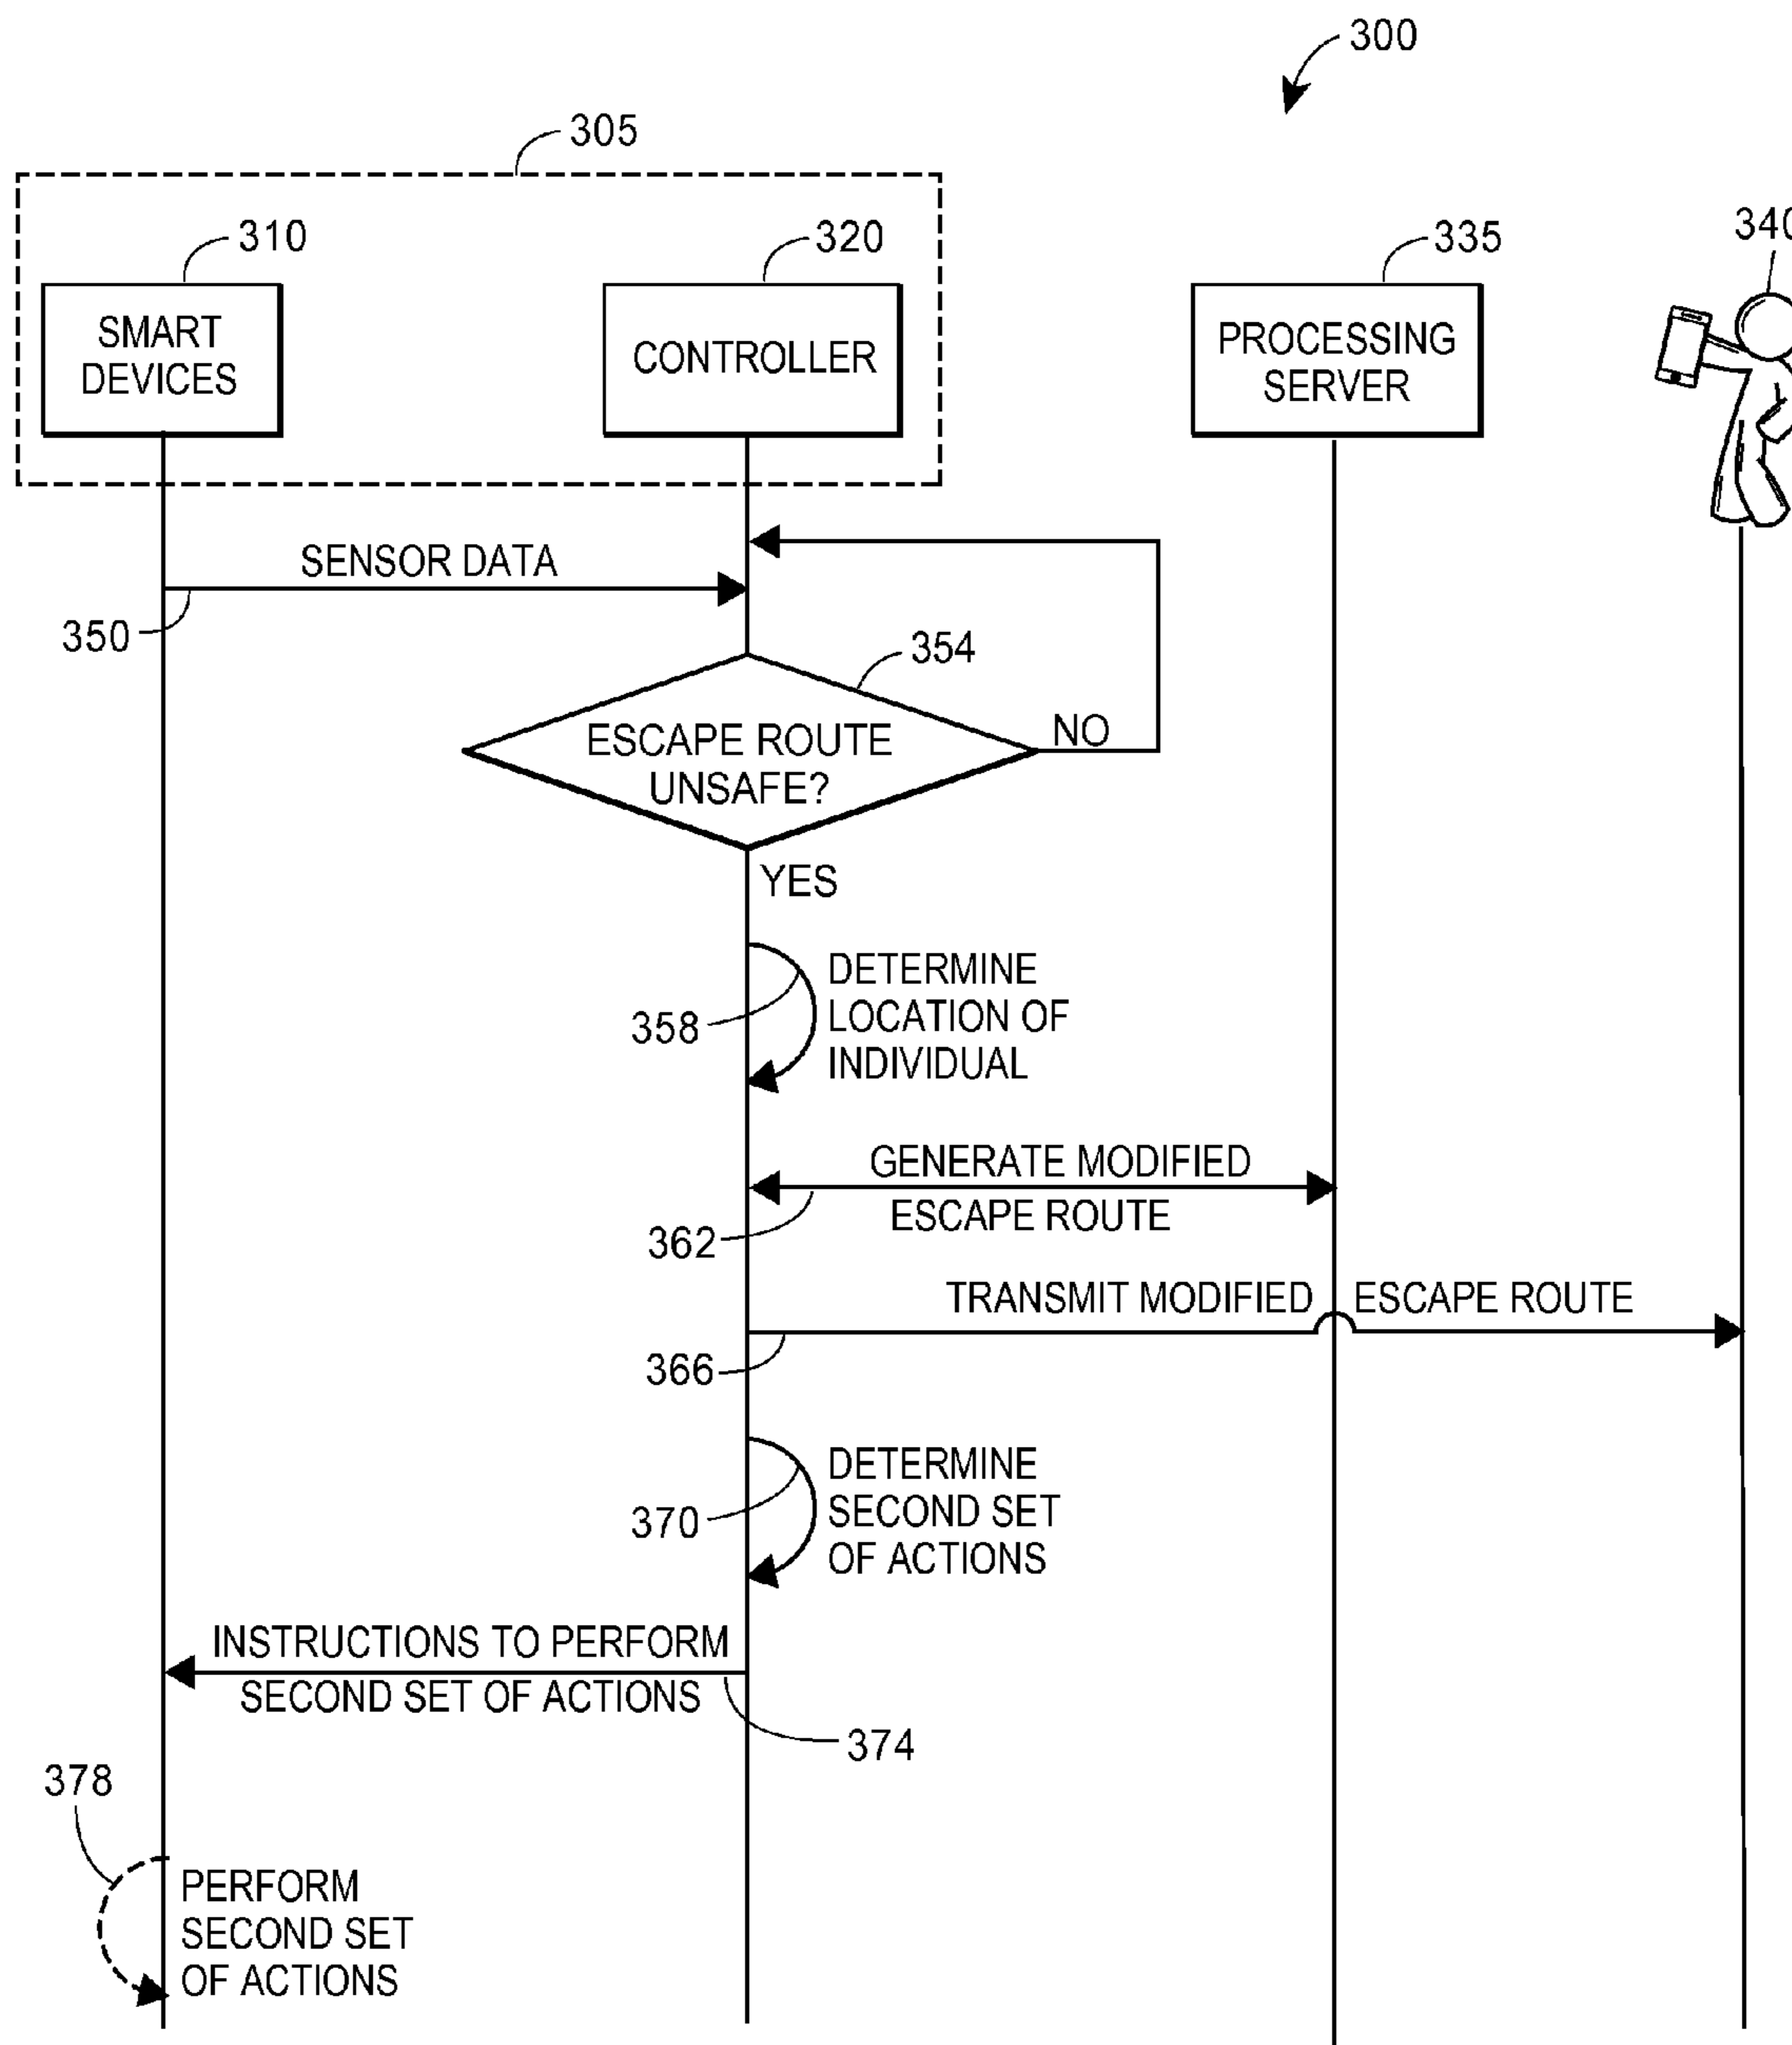 300
305
310
320
335
340
SMART
DEVICES
CONTROLLER
PROCESSING
SERVER
SENSOR DATA
350
354
ESCAPE ROUTE
UNSAFE?
NO
YES
358
DETERMINE
LOCATION OF
INDIVIDUAL
GENERATE MODIFIED
ESCAPE ROUTE
362
TRANSMIT MODIFIED ESCAPE ROUTE
366
370
DETERMINE
SECOND SET
OF ACTIONS
INSTRUCTIONS TO PERFORM
SECOND SET OF ACTIONS
374
378
PERFORM
SECOND SET
OF ACTIONS